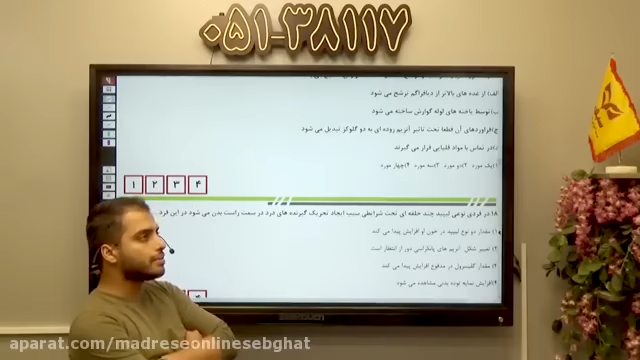 ۰۵۱-۳۸۱۱۷
الف) از غده های بالاتر از دیافراگم ترشح می شود
ب) توسط یاخته های لوله گوارش ساخته می شود
ج) فراوردهای آن قطعا تحت تاثیر آنزیم روده ای به دو گلوکز تبدیل می شود
د) در تماس با مواد قلیایی قرار می گیرند
۱) یک مورد ۲) دو مورد ۳) سه مورد ۴) چهار مورد
۱ ۲ ۳ ۴
۱۸. در فردی نوعی لیپید چند حلقه ای تحت شرایطی سبب ایجاد تحریک گیرنده های درد در سمت راست بدن می شود در این فرد
۱) مقدار دو نوع لیپید در خون او افزایش پیدا می کند
۲) تغییر شکل آنزیم های پانکراسی دور از انتظار است
۳) مقدار گلیسرول در مدفوع افزایش پیدا می کند
۴) افزایش نمایه توده بدنی مشاهده می شود
aparat.com/madreseonlinesebghat